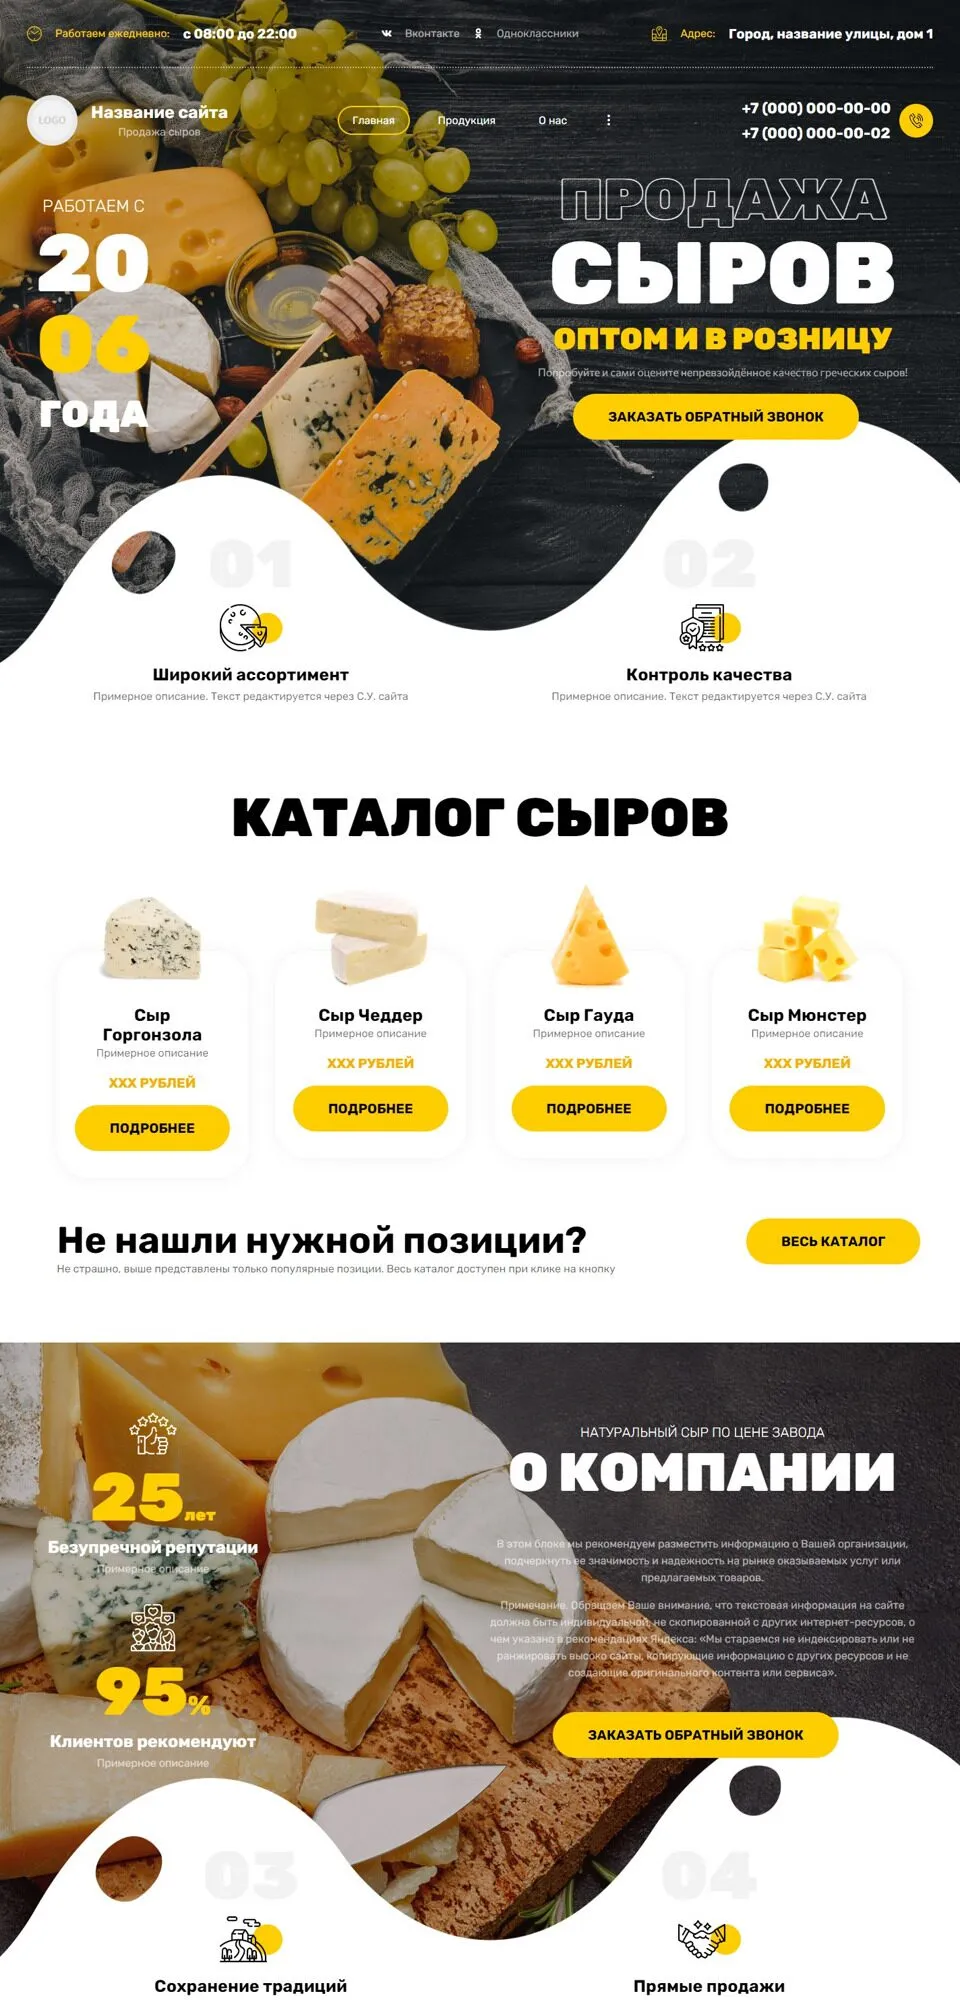 Работаем ежедневно: с 08:00 до 22:00
Вконтакте
Одноклассники
Адрес: Город, название улицы, дом 1
LOGO
Название сайта
Продажа сыров
Главная
Продукция
О нас
+7 (000) 000-00-00
+7 (000) 000-00-02
РАБОТАЕМ С
20
06
ГОДА
ПРОДАЖА
СЫРОВ
ОПТОМ И В РОЗНИЦУ
Попробуйте и сами оцените непревзойдённое качество греческих сыров!
ЗАКАЗАТЬ ОБРАТНЫЙ ЗВОНОК
01
Широкий ассортимент
Примерное описание. Текст редактируется через С.У. сайта
02
Контроль качества
Примерное описание. Текст редактируется через С.У. сайта
КАТАЛОГ СЫРОВ
Сыр
Горгонзола
Примерное описание
XXX РУБЛЕЙ
ПОДРОБНЕЕ
Сыр Чеддер
Примерное описание
XXX РУБЛЕЙ
ПОДРОБНЕЕ
Сыр Гауда
Примерное описание
XXX РУБЛЕЙ
ПОДРОБНЕЕ
Сыр Мюнстер
Примерное описание
XXX РУБЛЕЙ
ПОДРОБНЕЕ
Не нашли нужной позиции?
Не страшно, выше представлены только популярные позиции. Весь каталог доступен при клике на кнопку
ВЕСЬ КАТАЛОГ
25 лет
Безупречной репутации
Примерное описание
95%
Клиентов рекомендуют
Примерное описание
НАТУРАЛЬНЫЙ СЫР ПО ЦЕНЕ ЗАВОДА
О КОМПАНИИ
В этом блоке мы рекомендуем разместить информацию о Вашей организации,
подчеркнуть ее значимость и надежность на рынке оказываемых услуг или
предлагаемых товаров.
Примечание. Обращаем Ваше внимание, что текстовая информация на сайте
должна быть индивидуальной, не скопированной с других интернет-ресурсов, о
чем указано в рекомендациях Яндекса: «Мы стараемся не индексировать или не
ранжировать высоко сайты, копирующие информацию с других ресурсов и не
создающие оригинального контента или сервиса».
ЗАКАЗАТЬ ОБРАТНЫЙ ЗВОНОК
03
Сохранение традиций
04
Прямые продажи